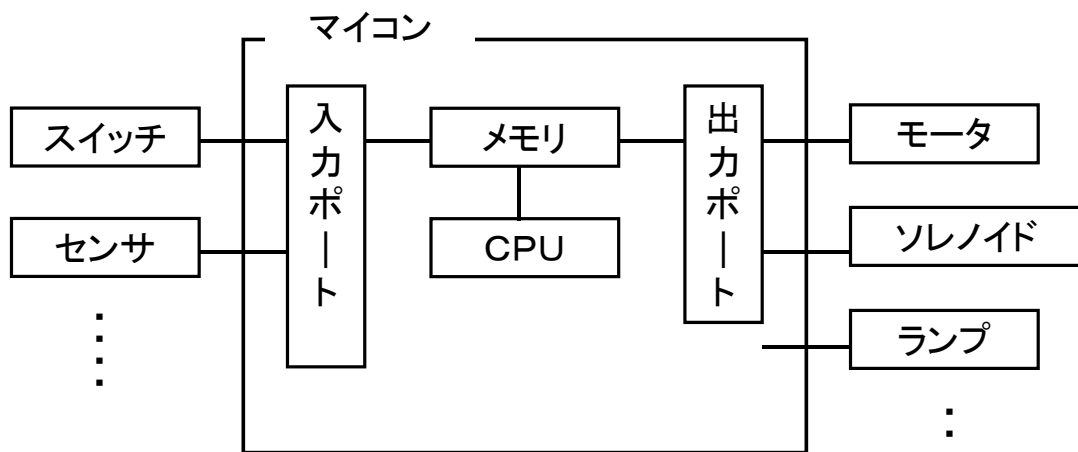 マイコン
スイッチ
センサ
入力ポート
メモリ
CPU
出力ポート
モータ
ソレノイド
ランプ